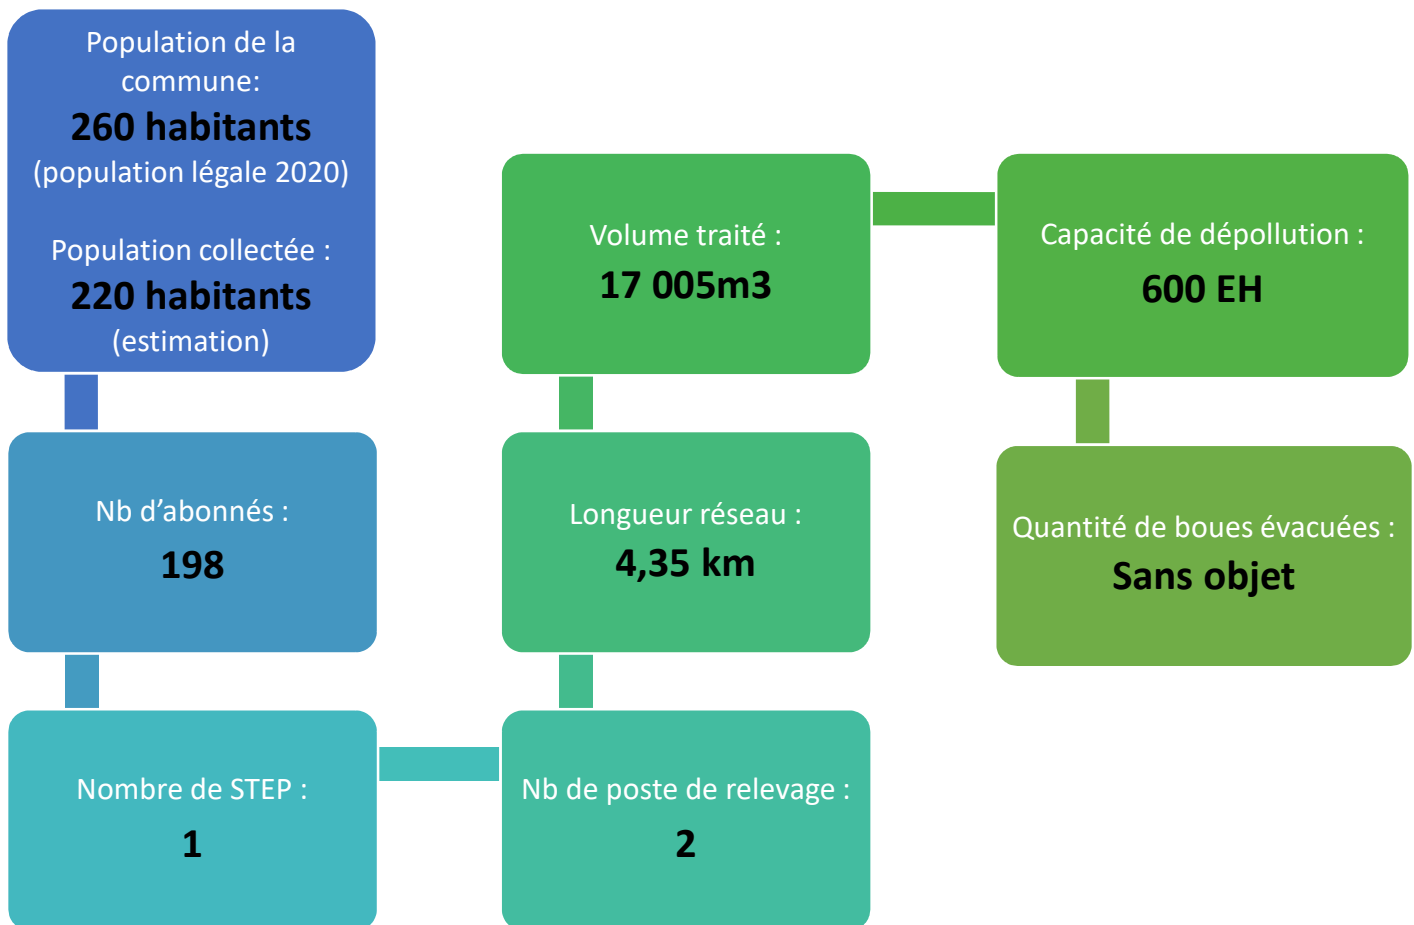 Population de la
commune:
260 habitants
(population légale 2020)
Population collectée :
220 habitants
(estimation)
Nb d’abonnés :
198
Nombre de STEP :
1
Nb de poste de relevage :
2
Longueur réseau :
4,35 km
Volume traité :
17 005m3
Capacité de dépollution :
600 EH
Quantité de boues évacuées :
Sans objet